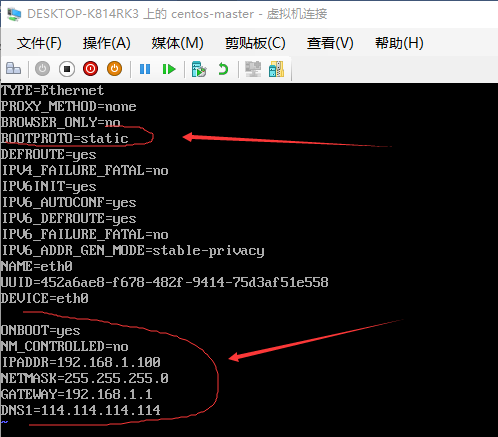 DESKTOP-K814RK3 上的 centos-master - 虚拟机连接
文件(F) 操作(A) 媒体(M) 剪贴板(C) 查看(V) 帮助(H)
TYPE=Ethernet
PROXY_METHOD=none
BROWSER_ONLY=no
BOOTPROTO=static
DEFROUTE=yes
IPV4_FAILURE_FATAL=no
IPV6INIT=yes
IPV6_AUTOCONF=yes
IPV6_DEFROUTE=yes
IPV6_FAILURE_FATAL=no
IPV6_ADDR_GEN_MODE=stable-privacy
NAME=eth0
UUID=452a6ae8-f678-482f-9414-75d3af51e558
DEVICE=eth0
ONBOOT=yes
NM_CONTROLLED=no
IPADDR=192.168.1.100
NETMASK=255.255.255.0
GATEWAY=192.168.1.1
DNS1=114.114.114.114
~